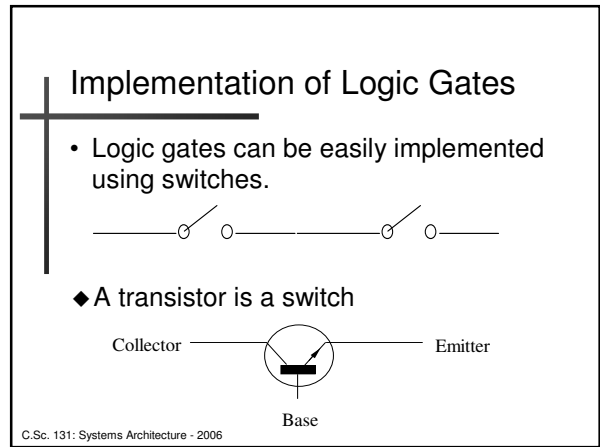 Implementation of Logic Gates
• Logic gates can be easily implemented
using switches.
◆ A transistor is a switch
Collector
Emitter
Base
C.Sc. 131: Systems Architecture - 2006